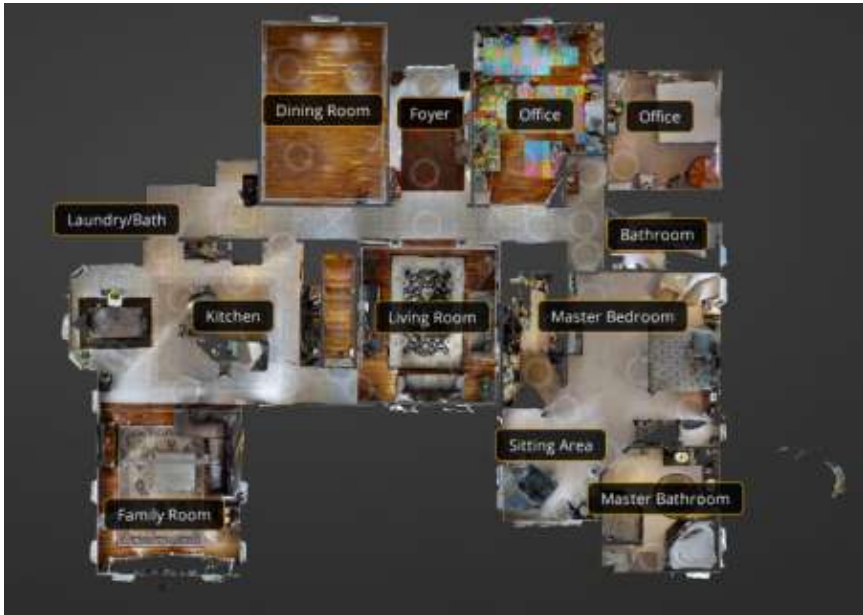 Dining Room
Foyer
Office
Office
Laundry/Bath
Bathroom
Kitchen
Living Room
Master Bedroom
Sitting Area
Master Bathroom
Family Room